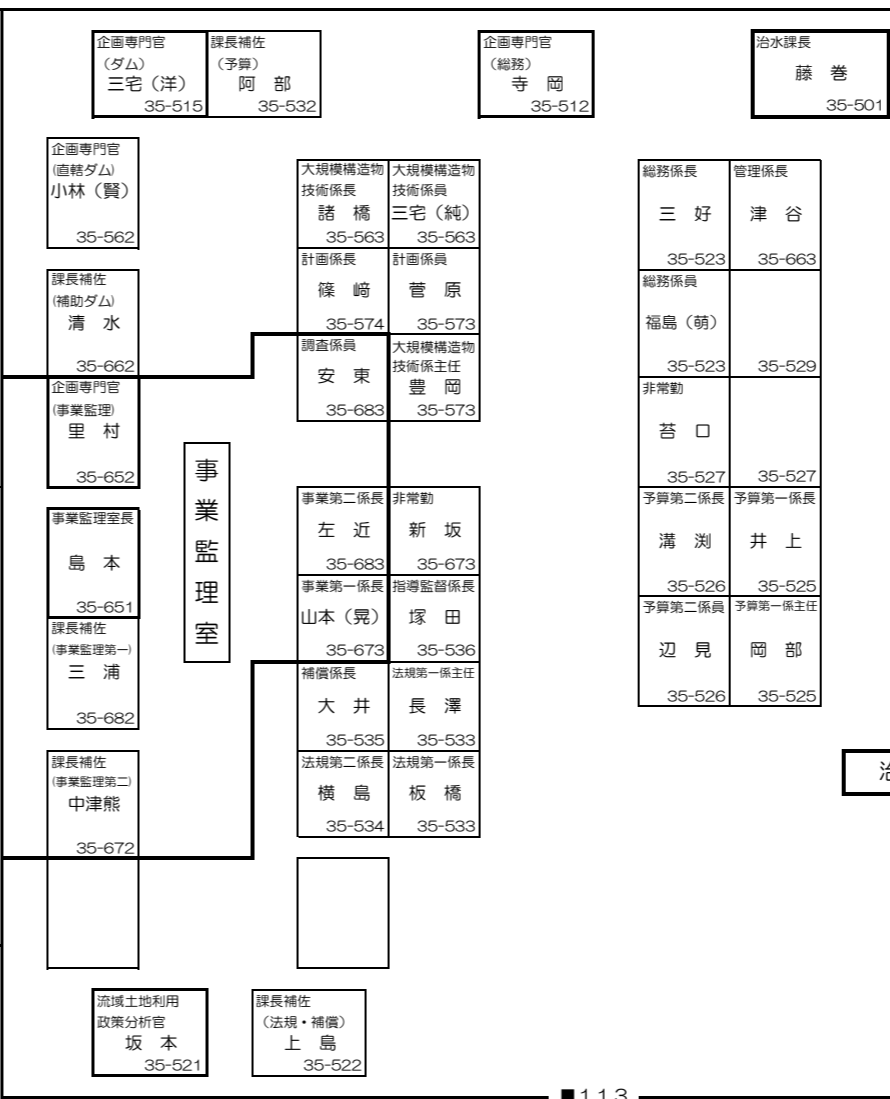 企画専門官
（ダム）
三宅（洋）
35-515
課長補佐
（予算）
阿　部
35-532
企画専門官
（総務）
寺　岡
35-512
治水課長
藤　巻
35-501
企画専門官
(直轄ダム)
小林（賢）
35-562
課長補佐
(補助ダム)
清　水
35-662
企画専門官
(事業監理)
里　村
35-652
事業監理室長
島　本
35-651
課長補佐
(事業監理第一)
三　浦
35-682
課長補佐
(事業監理第二)
中津熊
35-672
事業監理室
大規模構造物
技術係長
諸　橋
35-563
大規模構造物
技術係員
三宅（純）
35-563
計画係長
篠　﨑
35-574
計画係員
菅　原
35-573
調査係員
安　東
35-683
大規模構造物
技術係主任
豊　岡
35-573
事業第二係長
左　近
35-683
非常勤
新　坂
35-673
事業第一係長
山本（晃）
35-673
指導監督係長
塚　田
35-536
補償係長
大　井
35-535
法規第一係主任
長　澤
35-533
法規第二係長
横　島
35-534
法規第一係長
板　橋
35-533
総務係長
三　好
35-523
管理係長
津　谷
35-663
総務係員
福島（萌）
35-523
35-529
非常勤
苔　口
35-527
35-527
予算第二係長
溝　渕
35-526
予算第一係長
井　上
35-525
予算第二係員
辺　見
35-526
予算第一係主任
岡　部
35-525
流域土地利用
政策分析官
坂　本
35-521
課長補佐
（法規・補償）
上　島
35-522
■113